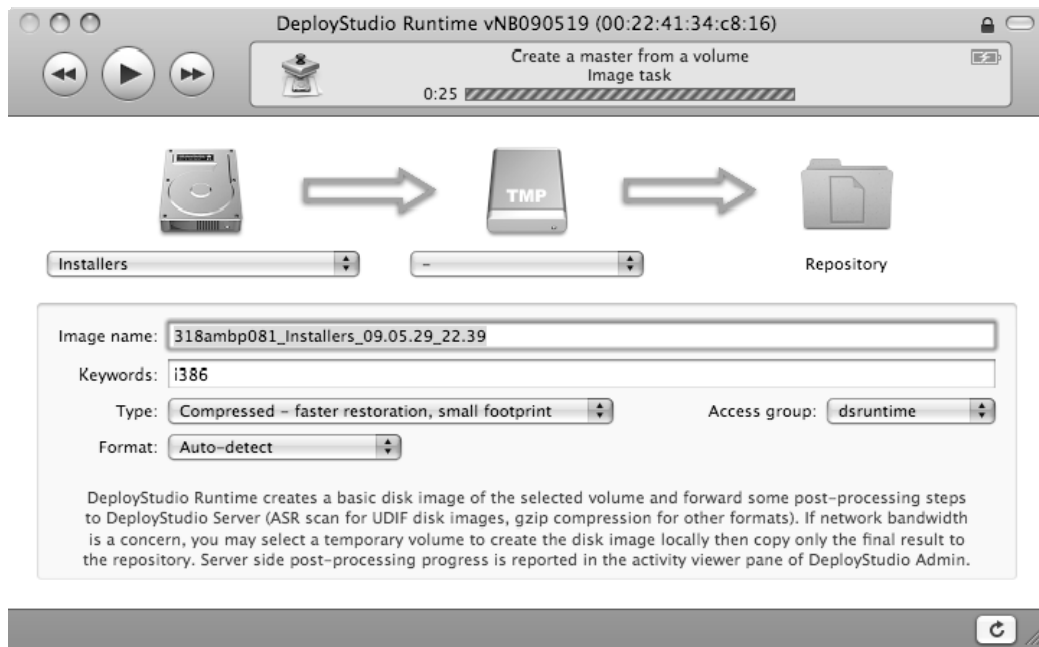 DeployStudio Runtime vNB090519 (00:22:41:34:c8:16)
Create a master from a volume
Image task
0:25
TMP
Installers
-
Repository
Image name: 318ambp081_Installers_09.05.29_22.39
Keywords: i386
Type: Compressed – faster restoration, small footprint Access group: dsruntime
Format: Auto-detect
DeployStudio Runtime creates a basic disk image of the selected volume and forward some post-processing steps
to DeployStudio Server (ASR scan for UDIF disk images, gzip compression for other formats). If network bandwidth
is a concern, you may select a temporary volume to create the disk image locally then copy only the final result to
the repository. Server side post-processing progress is reported in the activity viewer pane of DeployStudio Admin.